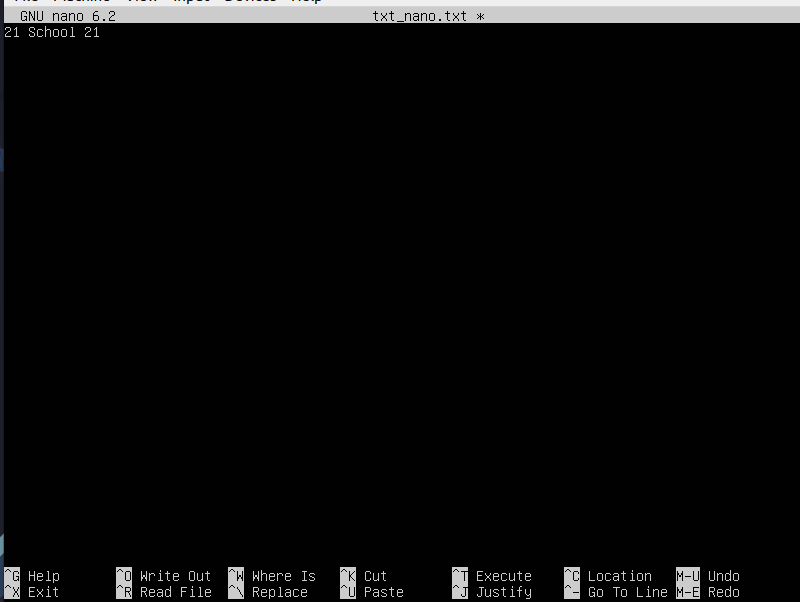 GNU nano 6.2 txt_nano.txt *
21 School 21
^G Help ^O Write Out ^W Where Is ^K Cut ^T Execute ^C Location M-U Undo
^X Exit ^R Read File ^\ Replace ^U Paste ^J Justify ^- Go To Line M-E Redo